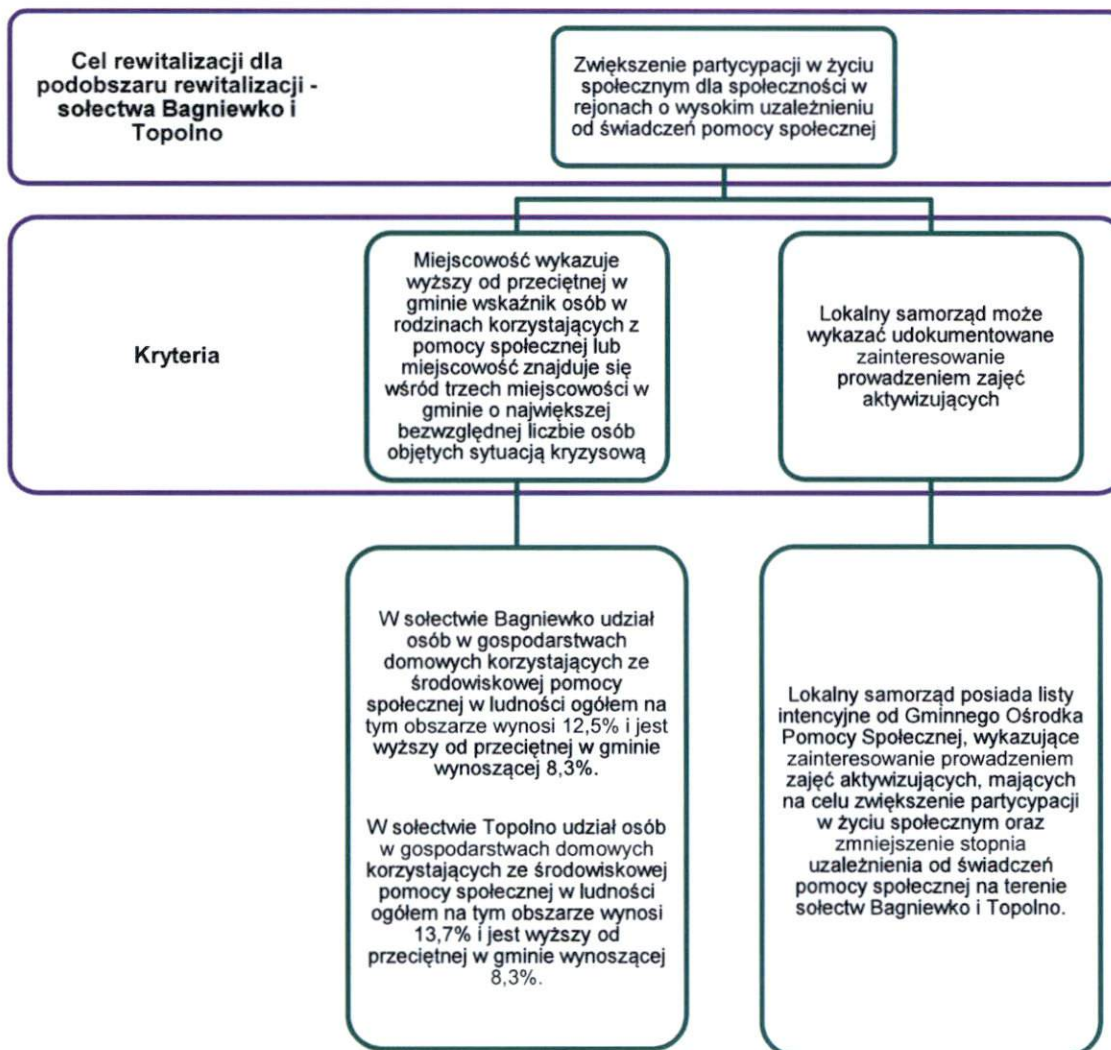 Cel rewitalizacji dla
podobszaru rewitalizacji -
sołectwa Bagniewko i
Topolno
Zwiększenie partycypacji w życiu
społecznym dla społeczności w
rejonach o wysokim uzależnieniu
od świadczeń pomocy społecznej
Kryteria
Miejscowość wykazuje
wyższy od przeciętnej w
gminie wskaźnik osób w
rodzinach korzystających z
pomocy społecznej lub
miejscowość znajduje się
wśród trzech miejscowości w
gminie o największej
bezwzględnej liczbie osób
objętych sytuacją kryzysową
Lokalny samorząd może
wykazać udokumentowane
zainteresowanie
prowadzeniem zajęć
aktywizujących
W sołectwie Bagniewko udział
osób w gospodarstwach
domowych korzystających ze
środowiskowej pomocy
społecznej w ludności ogółem na
tym obszarze wynosi 12,5% i jest
wyższy od przeciętnej w gminie
wynoszącej 8,3%.
W sołectwie Topolno udział osób
w gospodarstwach domowych
korzystających ze środowiskowej
pomocy społecznej w ludności
ogółem na tym obszarze wynosi
13,7% i jest wyższy od
przeciętnej w gminie wynoszącej
8,3%.
Lokalny samorząd posiada listy
intencyjne od Gminnego Ośrodka
Pomocy Społecznej, wykazujące
zainteresowanie prowadzeniem
zajęć aktywizujących, mających
na celu zwiększenie partycypacji
w życiu społecznym oraz
zmniejszenie stopnia
uzależnienia od świadczeń
pomocy społecznej na terenie
sołectw Bagniewko i Topolno.